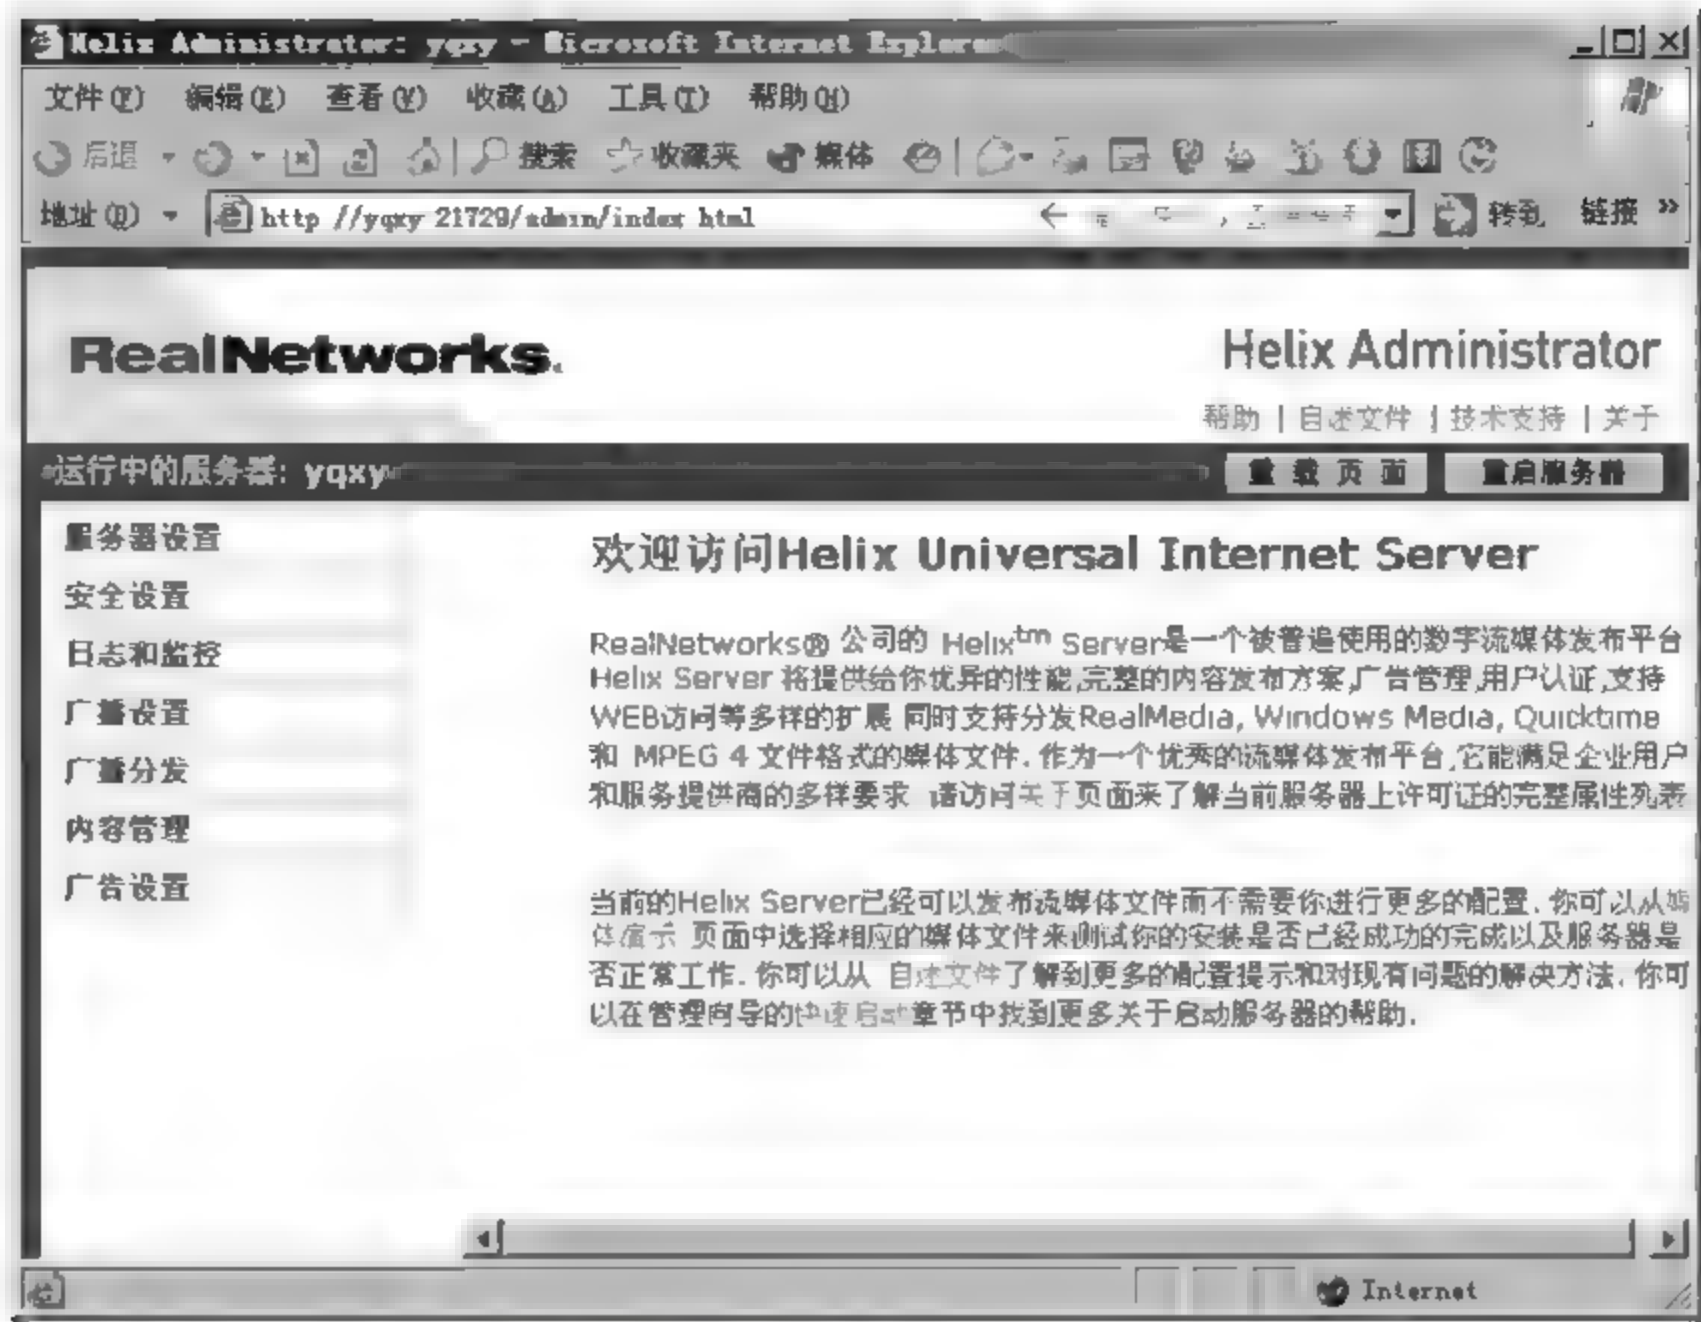 Helix Administrator: yqxy - Microsoft Internet Explorer
文件(F) 编辑(E) 查看(V) 收藏(A) 工具(T) 帮助(H)
后退 搜索 收藏夹 媒体
地址(D) http //yqxy 21729/admin/index html 转到 链接 »
RealNetworks.
Helix Administrator
帮助 | 自述文件 | 技术支持 | 关于
运行中的服务器: yqxy 重载页面 重启服务器
服务器设置
安全设置
日志和监控
广播设置
广播分发
内容管理
广告设置
欢迎访问Helix Universal Internet Server
RealNetworks® 公司的 Helix™ Server是一个被普遍使用的数字流媒体发布平台
Helix Server 将提供给你优异的性能,完整的内容发布方案,广告管理,用户认证,支持
WEB访问等多样的扩展 同时支持分发RealMedia, Windows Media, Quicktime
和 MPEG 4 文件格式的媒体文件. 作为一个优秀的流媒体发布平台,它能满足企业用户
和服务提供商的多样要求 请访问关于页面来了解当前服务器上许可证的完整属性列表
当前的Helix Server已经可以发布流媒体文件而不需要你进行更多的配置. 你可以从媒
体演示 页面中选择相应的媒体文件来测试你的安装是否已经成功的完成以及服务器是
否正常工作. 你可以从 自述文件了解到更多的配置提示和对现有问题的解决方法. 你可
以在管理向导的快速启动章节中找到更多关于启动服务器的帮助.
Internet